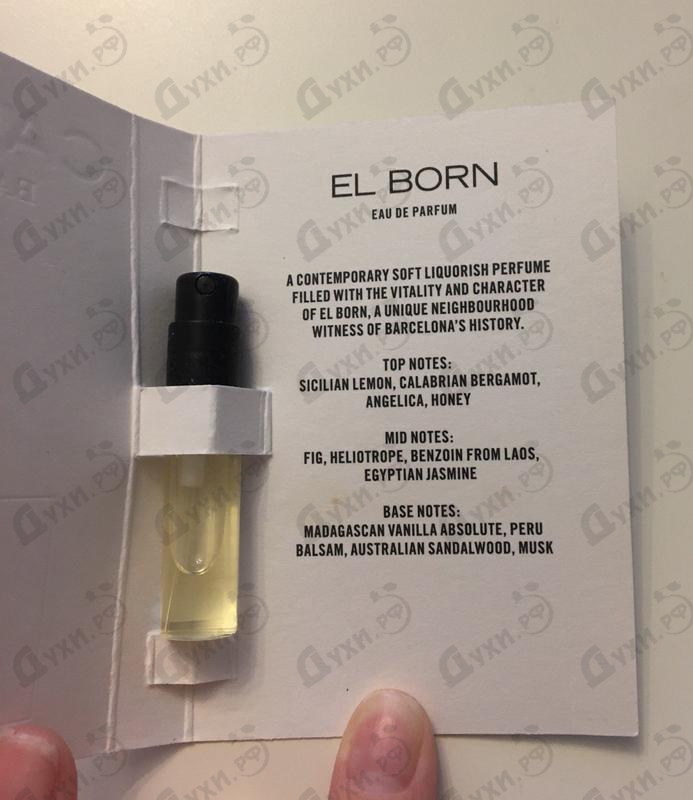 EL BORN
EAU DE PARFUM
A CONTEMPORARY SOFT LIQUORISH PERFUME
FILLED WITH THE VITALITY AND CHARACTER
OF EL BORN, A UNIQUE NEIGHBOURHOOD
WITNESS OF BARCELONA'S HISTORY.
TOP NOTES:
SICILIAN LEMON, CALABRIAN BERGAMOT,
ANGELICA, HONEY
MID NOTES:
FIG, HELIOTROPE, BENZOIN FROM LAOS,
EGYPTIAN JASMINE
BASE NOTES:
MADAGASCAN VANILLA ABSOLUTE, PERU
BALSAM, AUSTRALIAN SANDALWOOD, MUSK
Духи.рф